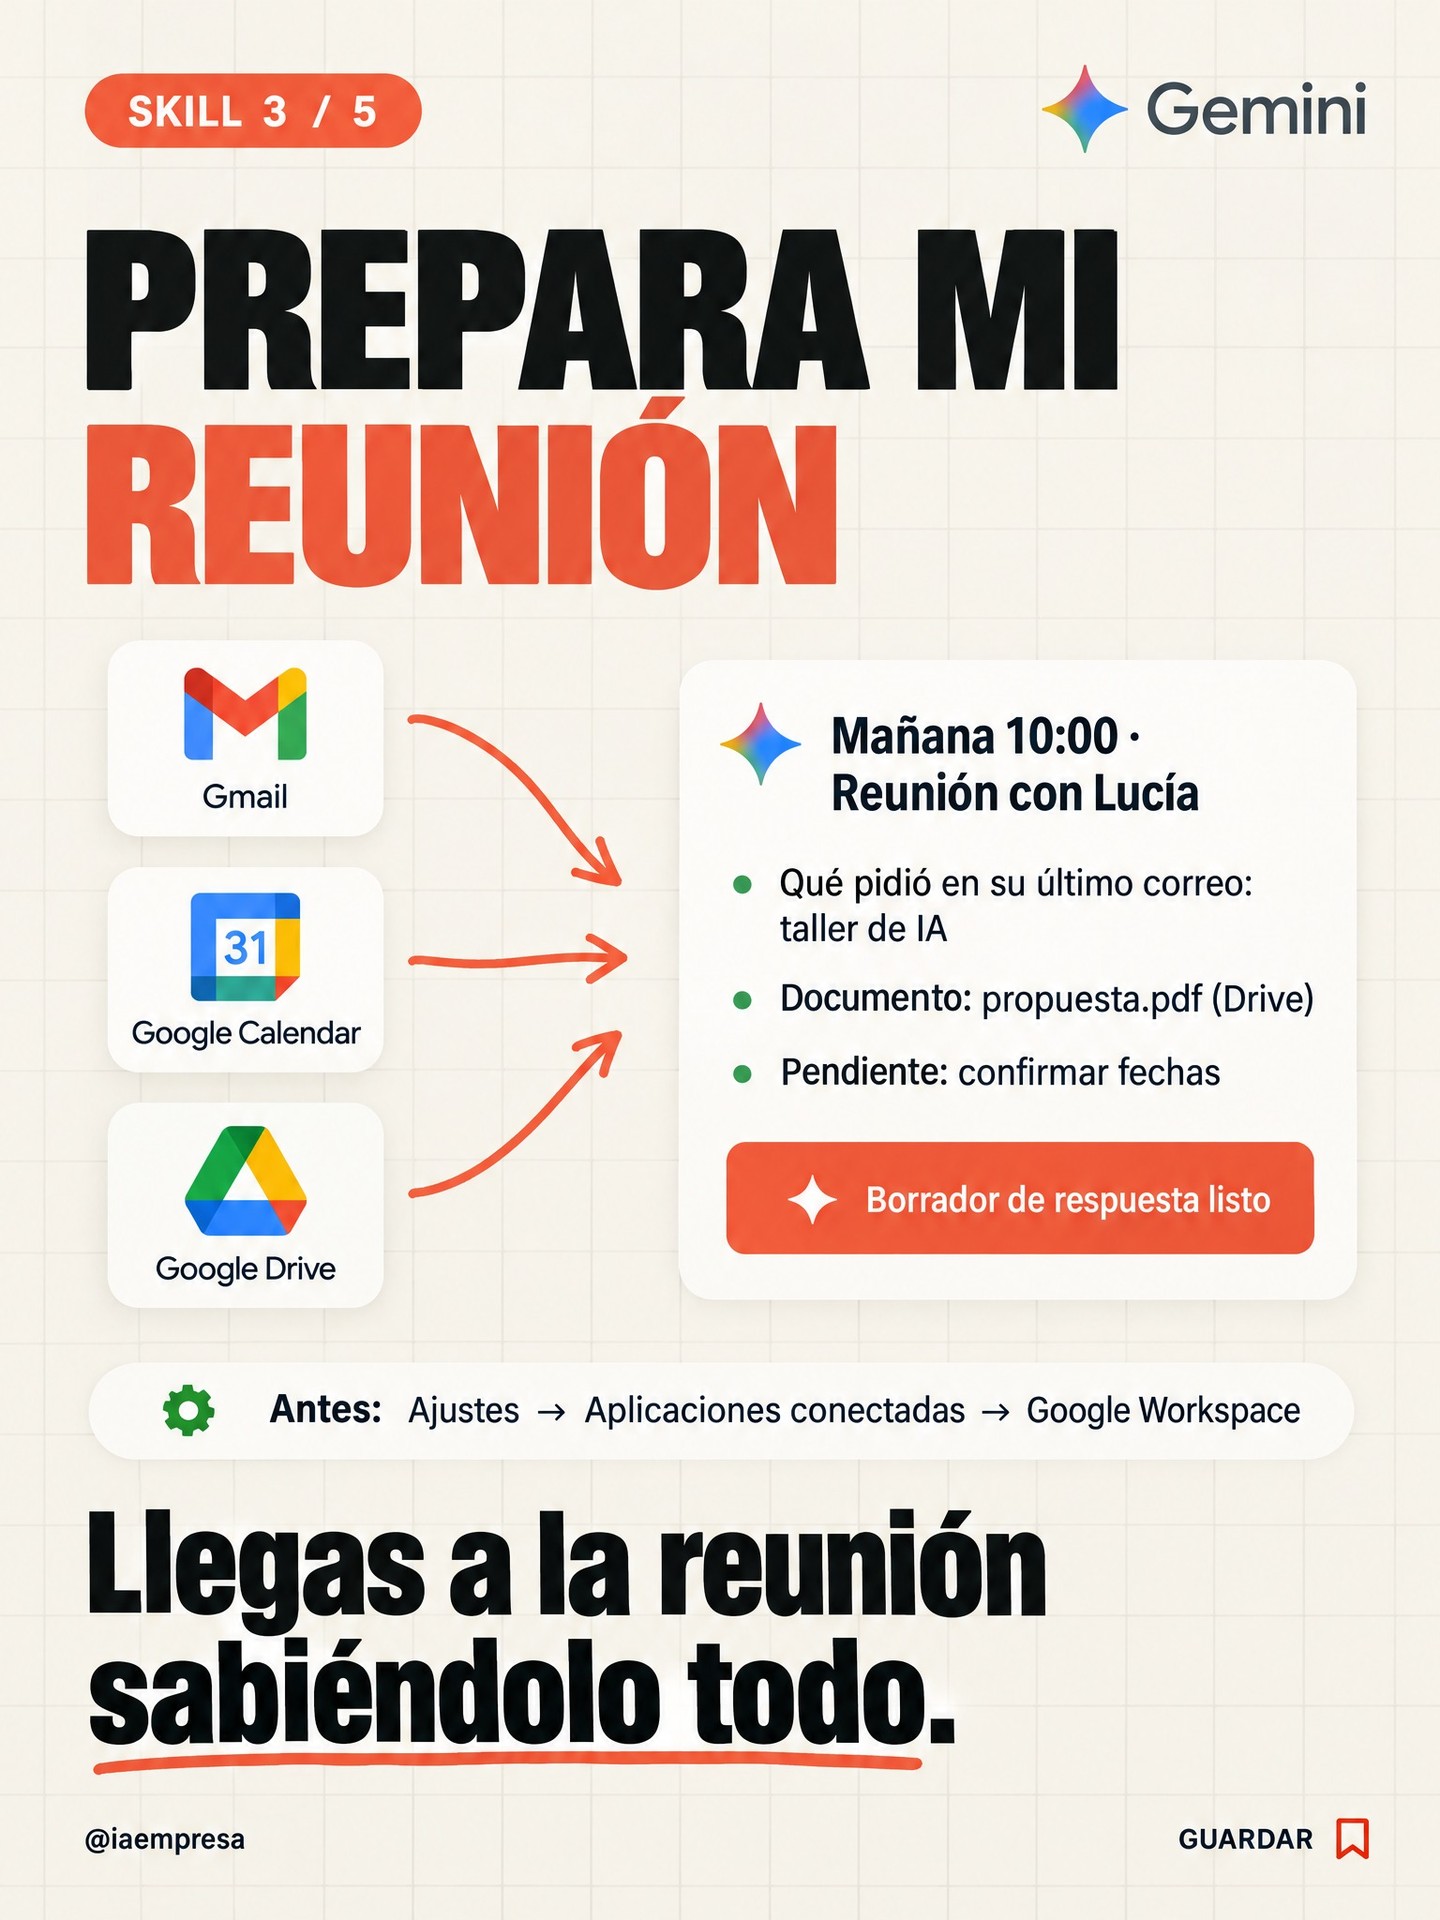 SKILL 3 / 5
Gemini
PREPARA MI
REUNIÓN
Gmail
31
Google Calendar
Google Drive
Mañana 10:00 ·
Reunión con Lucía
Qué pidió en su último correo:
taller de IA
Documento: propuesta.pdf (Drive)
Pendiente: confirmar fechas
Borrador de respuesta listo
Antes: Ajustes → Aplicaciones conectadas → Google Workspace
Llegas a la reunión
sabiéndolo todo.
@iaempresa
GUARDAR